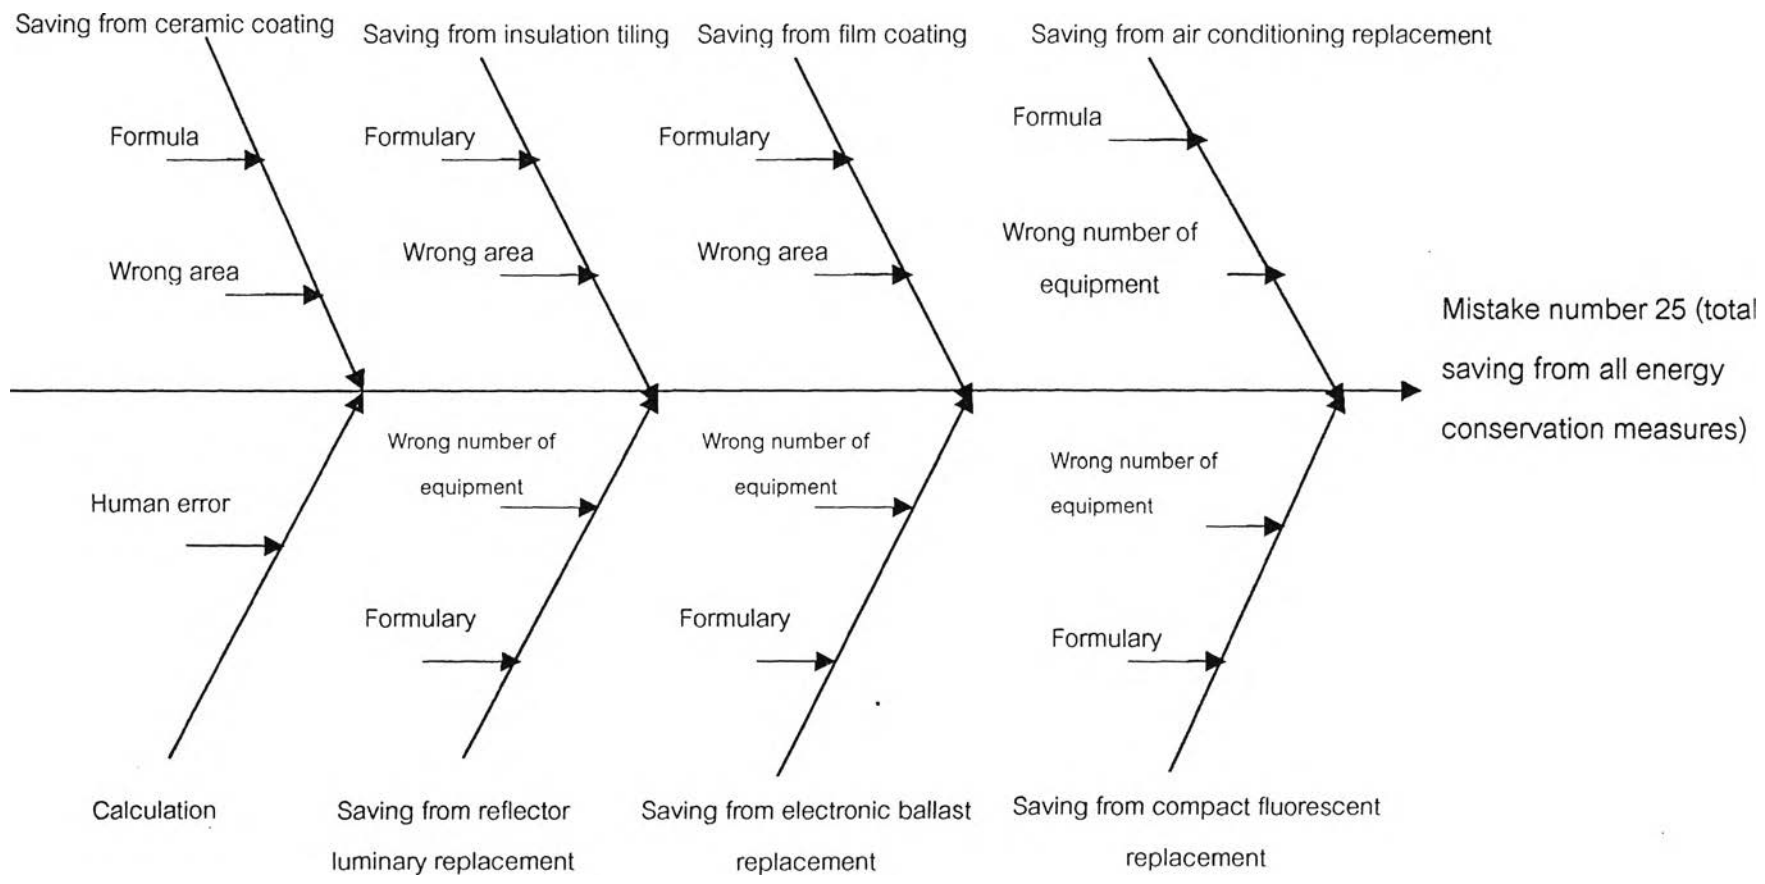 Saving from ceramic coating
Saving from insulation tiling
Saving from film coating
Saving from air conditioning replacement
Formula
Formulary
Formulary
Formula
Wrong area
Wrong area
Wrong area
Wrong number of
equipment
Mistake number 25 (total
saving from all energy
conservation measures)
Human error
Wrong number of
equipment
Wrong number of
equipment
Wrong number of
equipment
Formulary
Formulary
Formulary
Calculation
Saving from reflector
luminary replacement
Saving from electronic ballast
replacement
Saving from compact fluorescent
replacement